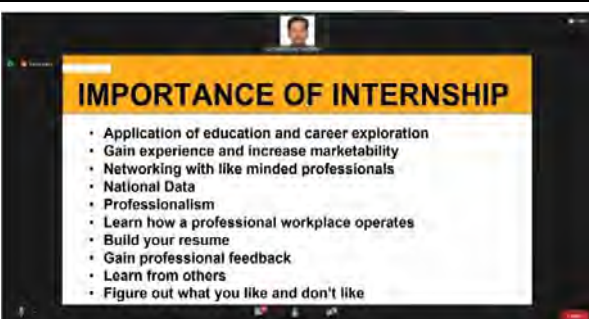 IMPORTANCE OF INTERNSHIP
· Application of education and career exploration
· Gain experience and increase marketability
· Networking with like minded professionals
· National Data
· Professionalism
· Learn how a professional workplace operates
· Build your resume
· Gain professional feedback
· Learn from others
· Figure out what you like and don't like